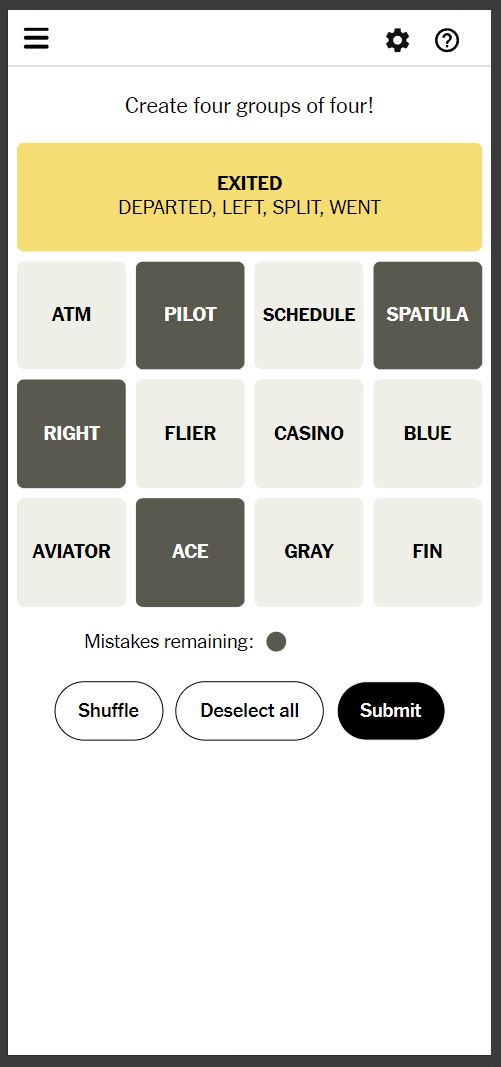 Create four groups of four!
EXITED
DEPARTED, LEFT, SPLIT, WENT
ATM PILOT SCHEDULE SPATULA
RIGHT FLIER CASINO BLUE
AVIATOR ACE GRAY FIN
Mistakes remaining:
Shuffle Deselect all Submit